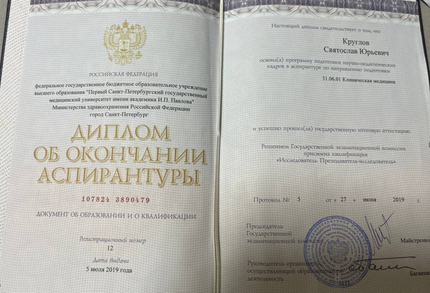 РОССИЙСКАЯ ФЕДЕРАЦИЯ
федеральное государственное бюджетное образовательное учреждение
высшего образования "Первый Санкт-Петербургский государственный
медицинский университет имени академика И.П. Павлова"
Министерства здравоохранения Российской Федерации
город Санкт-Петербург
ДИПЛОМ
ОБ ОКОНЧАНИИ
АСПИРАНТУРЫ
107824 3890479
ДОКУМЕНТ ОБ ОБРАЗОВАНИИ И О КВАЛИФИКАЦИИ
Регистрационный номер
12
Дата выдачи
5 июля 2019 года
Настоящий диплом свидетельствует о том, что
Круглов
Святослав Юрьевич
освоил(а) программу подготовки научно-педагогических
кадров в аспирантуре по направлению подготовки
31.06.01 Клиническая медицина
и успешно прошел(ла) государственную итоговую аттестацию
Решением Государственной экзаменационной комиссии
присвоена квалификация
«Исследователь. Преподаватель-исследователь»
Протокол № 5 от « 27 » июня 2019 г.
Председатель
Государственной
экзаменационной
Руководитель
осуществляющей образовательную
деятельность